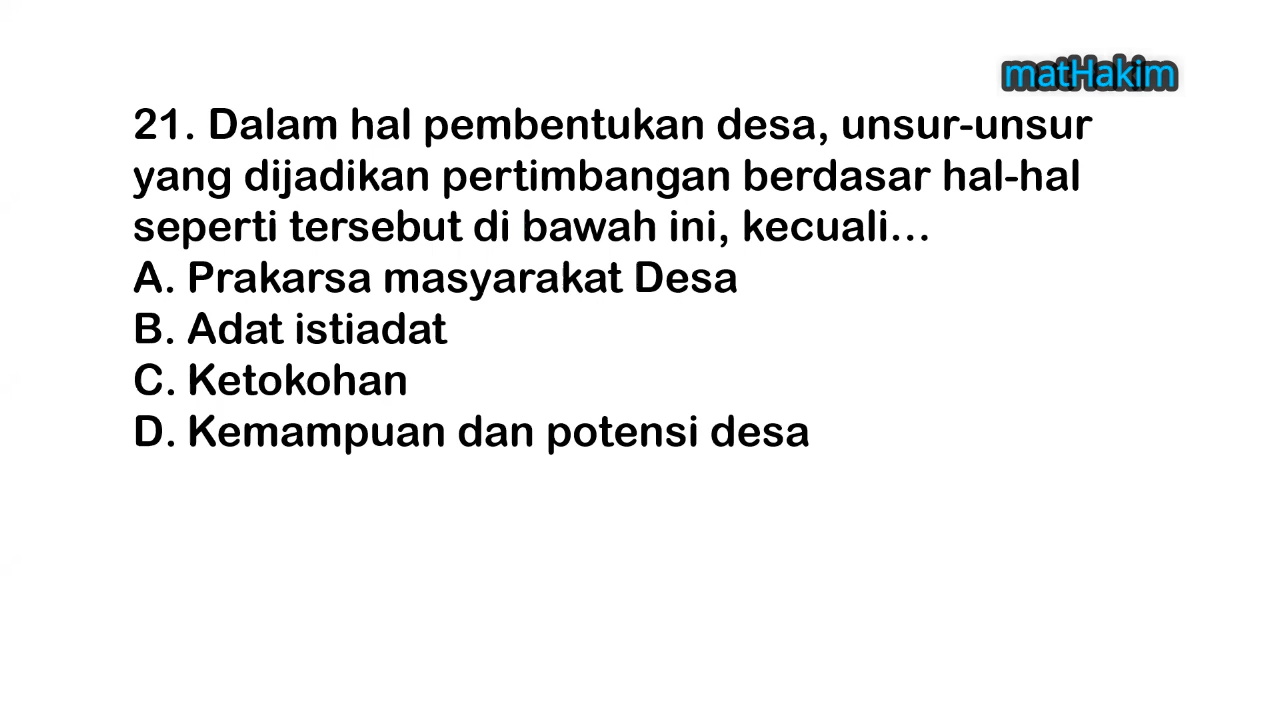 matHakim
21. Dalam hal pembentukan desa, unsur-unsur
yang dijadikan pertimbangan berdasar hal-hal
seperti tersebut di bawah ini, kecuali...
A. Prakarsa masyarakat Desa
B. Adat istiadat
C. Ketokohan
D. Kemampuan dan potensi desa